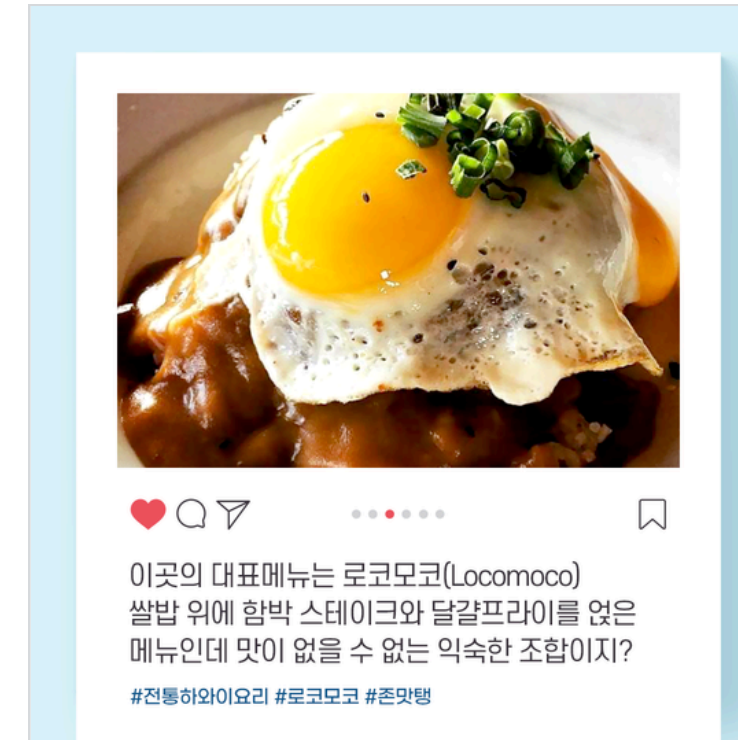 이곳의 대표메뉴는 로코모코(Locomoco)
쌀밥 위에 함박 스테이크와 달걀프라이를 얹은
메뉴인데 맛이 없을 수 없는 익숙한 조합이지?
#전통하와이요리 #로코모코 #존맛탱